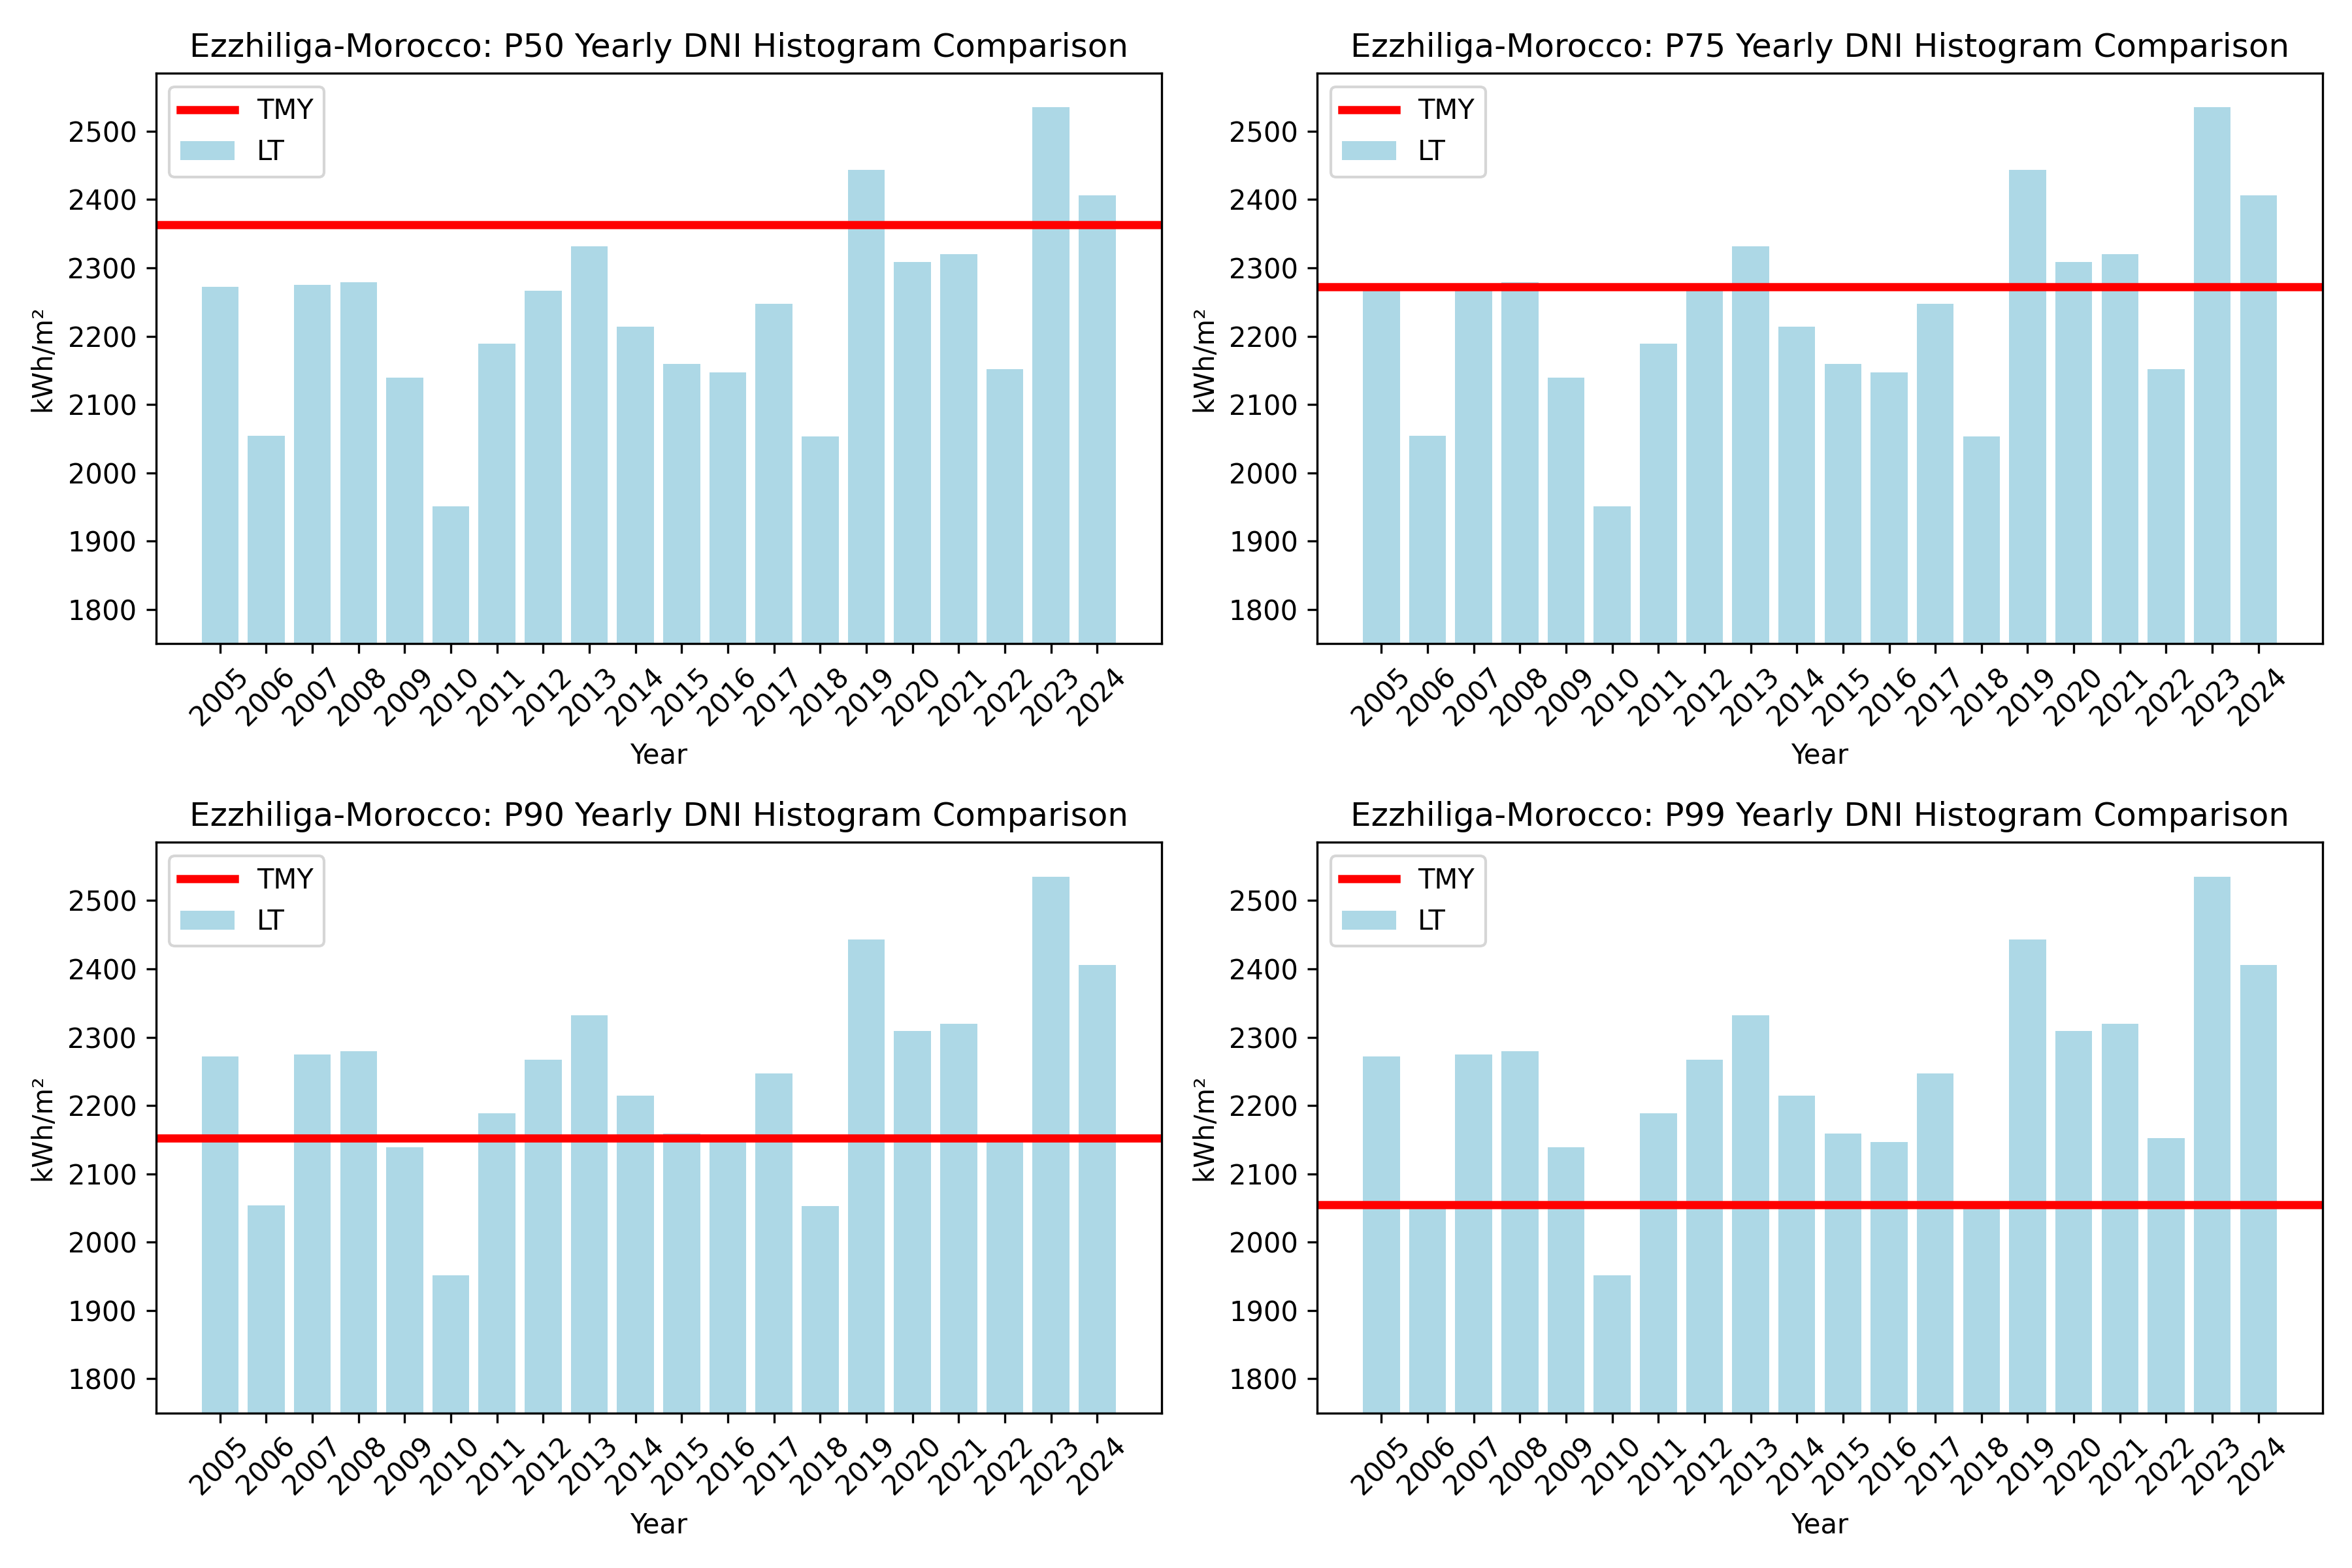 Ezzhiliga-Morocco: P50 Yearly DNI Histogram Comparison
TMY
LT
2500
2400
2300
2200
2100
2000
1900
1800
kWh/m²
2005 2006 2007 2008 2009 2010 2011 2012 2013 2014 2015 2016 2017 2018 2019 2020 2021 2022 2023 2024
Year
Ezzhiliga-Morocco: P75 Yearly DNI Histogram Comparison
TMY
LT
2500
2400
2300
2200
2100
2000
1900
1800
kWh/m²
2005 2006 2007 2008 2009 2010 2011 2012 2013 2014 2015 2016 2017 2018 2019 2020 2021 2022 2023 2024
Year
Ezzhiliga-Morocco: P90 Yearly DNI Histogram Comparison
TMY
LT
2500
2400
2300
2200
2100
2000
1900
1800
kWh/m²
2005 2006 2007 2008 2009 2010 2011 2012 2013 2014 2015 2016 2017 2018 2019 2020 2021 2022 2023 2024
Year
Ezzhiliga-Morocco: P99 Yearly DNI Histogram Comparison
TMY
LT
2500
2400
2300
2200
2100
2000
1900
1800
kWh/m²
2005 2006 2007 2008 2009 2010 2011 2012 2013 2014 2015 2016 2017 2018 2019 2020 2021 2022 2023 2024
Year